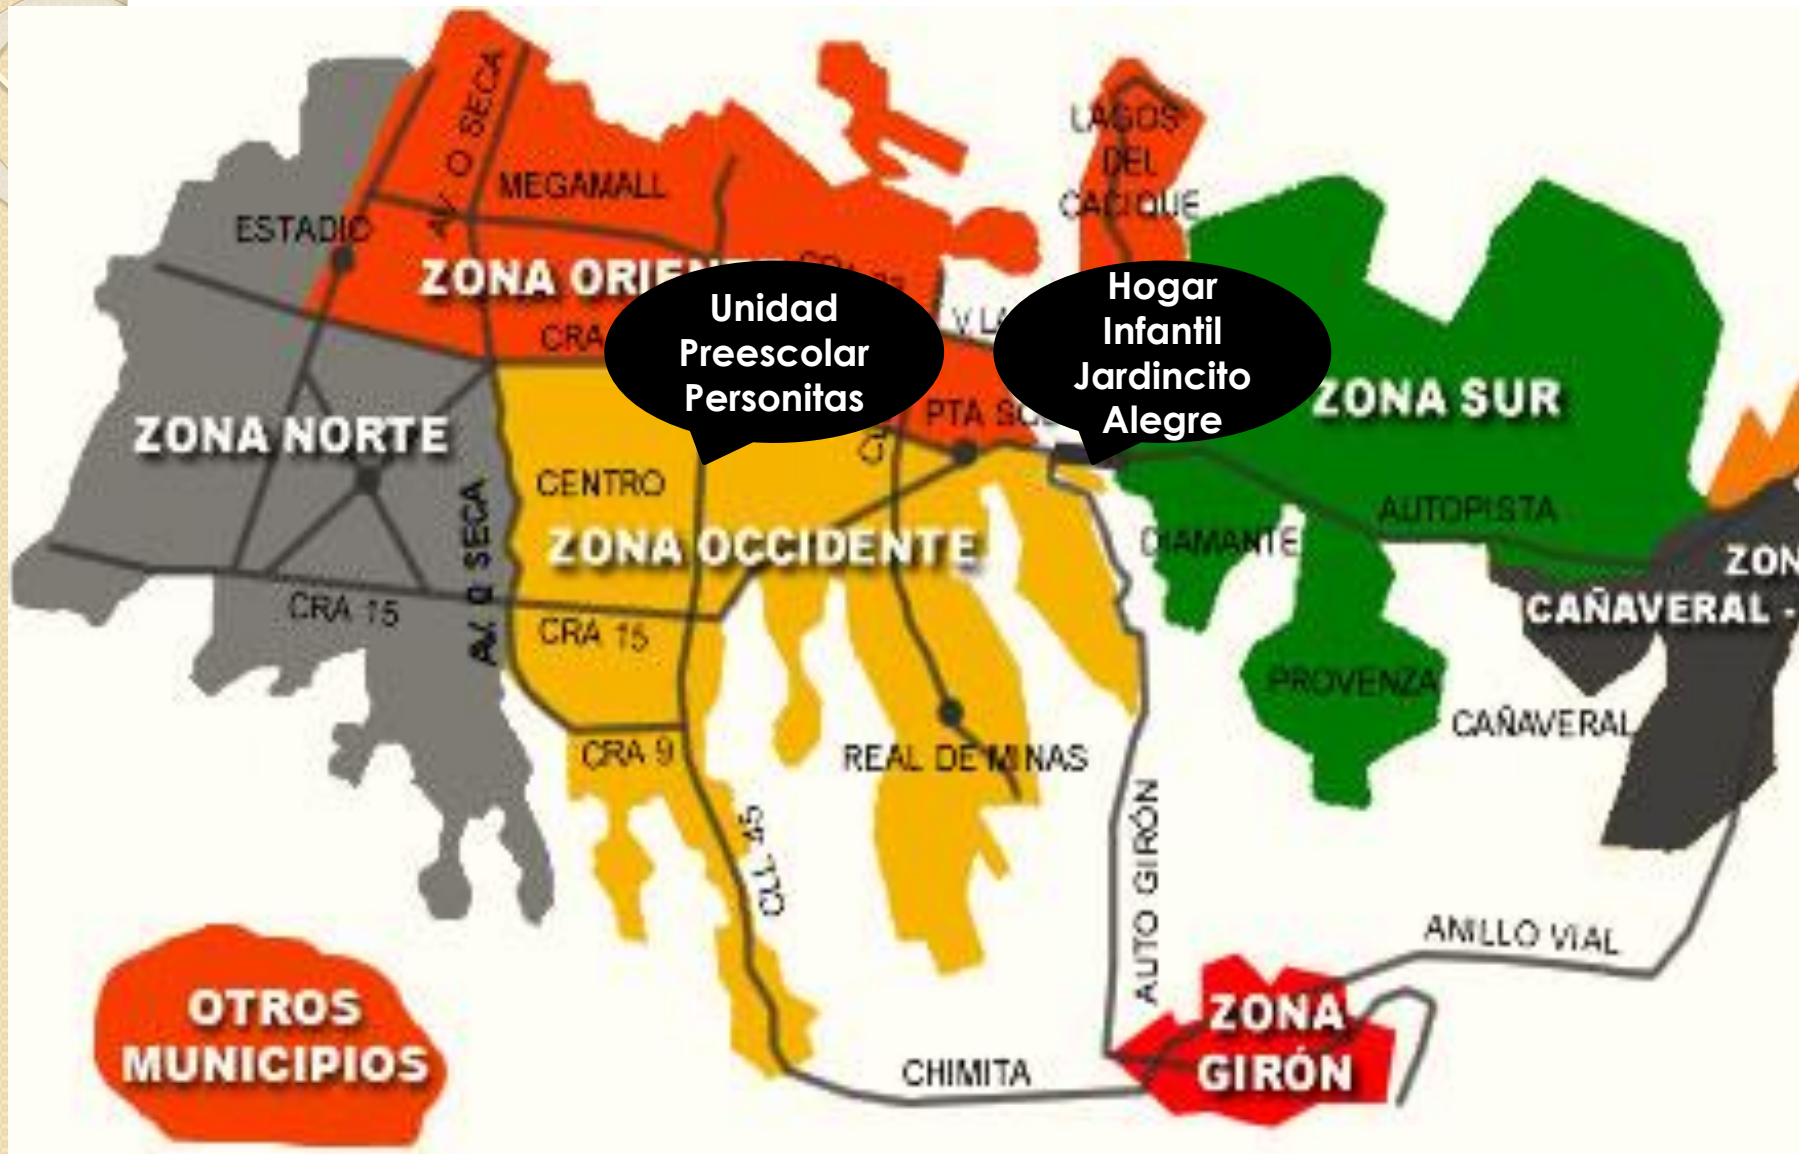 AV Q SECA
MEGAMALL
ESTADIO
LAGOS
DEL
CACIQUE
ZONA ORIEN
CRA
Unidad
Preescolar
Personitas
Hogar
Infantil
Jardincito
Alegre
ZONA SUR
ZONA NORTE
PTA SOL
CENTRO
AV. Q SECA
ZONA OCCIDENTE
DIAMANTE
AUTOPISTA
ZON
CAÑAVERAL -
CRA 15
CRA 15
PROVENZA
CAÑAVERAL
CRA 9
REAL DE MINAS
CLL 45
AUTO GIRÓN
ANILLO VIAL
OTROS
MUNICIPIOS
ZONA
GIRÓN
CHIMITA